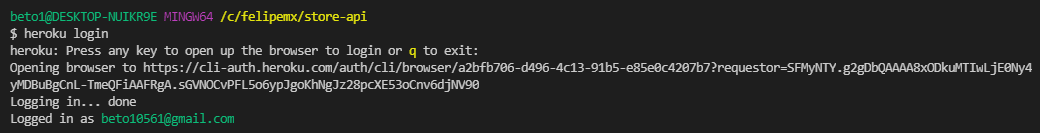 beto1@DESKTOP-NUIKR9E MINGW64 /c/felipemx/store-api
$ heroku login
heroku: Press any key to open up the browser to login or q to exit:
Opening browser to https://cli-auth.heroku.com/auth/cli/browser/a2bfb706-d496-4c13-91b5-e85e0c4207b7?requestor=SFMyNTY.g2gDbQAAAA8xODkuMTIwLjE0Ny4
yMDBuBgCnL-TmeQFiAAFRgA.sGVNOCvPFL5o6ypJgoKhNgJz28pcXE53oCnv6djNV90
Logging in... done
Logged in as beto10561@gmail.com